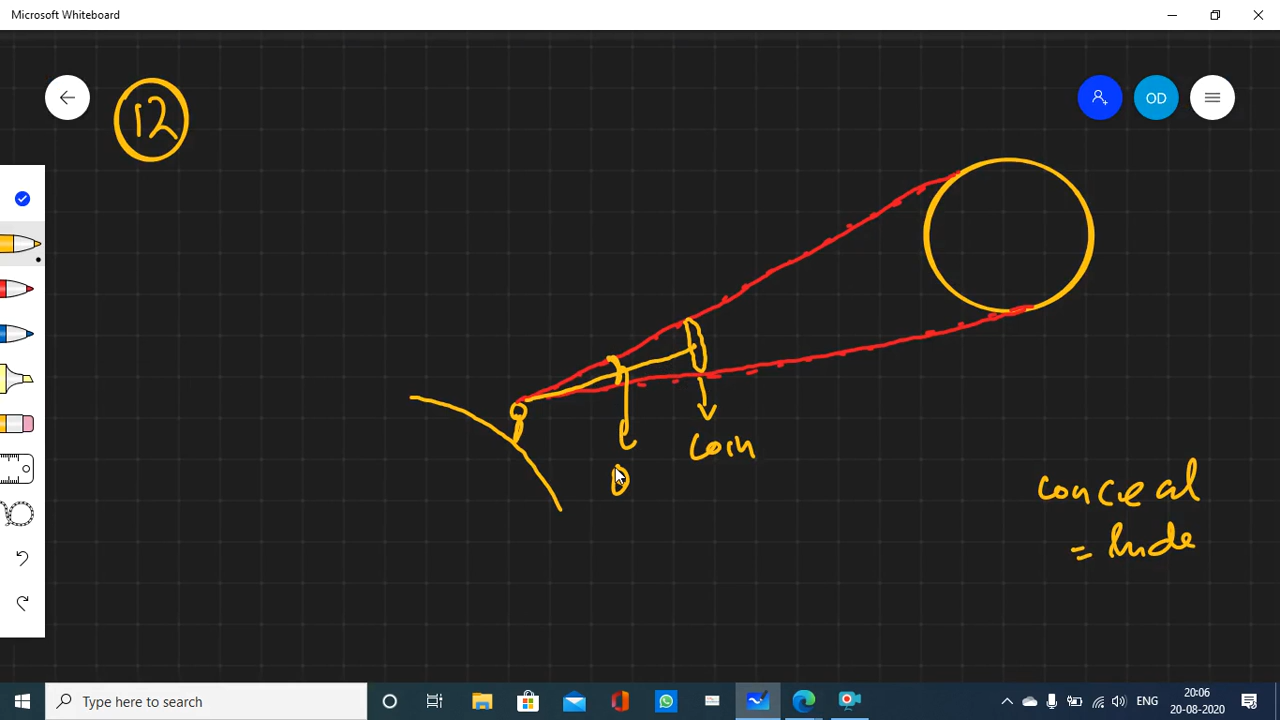 Microsoft Whiteboard
12
OD
Coin
θ
conceal
= hide
Type here to search
ENG
20:06
20-08-2020